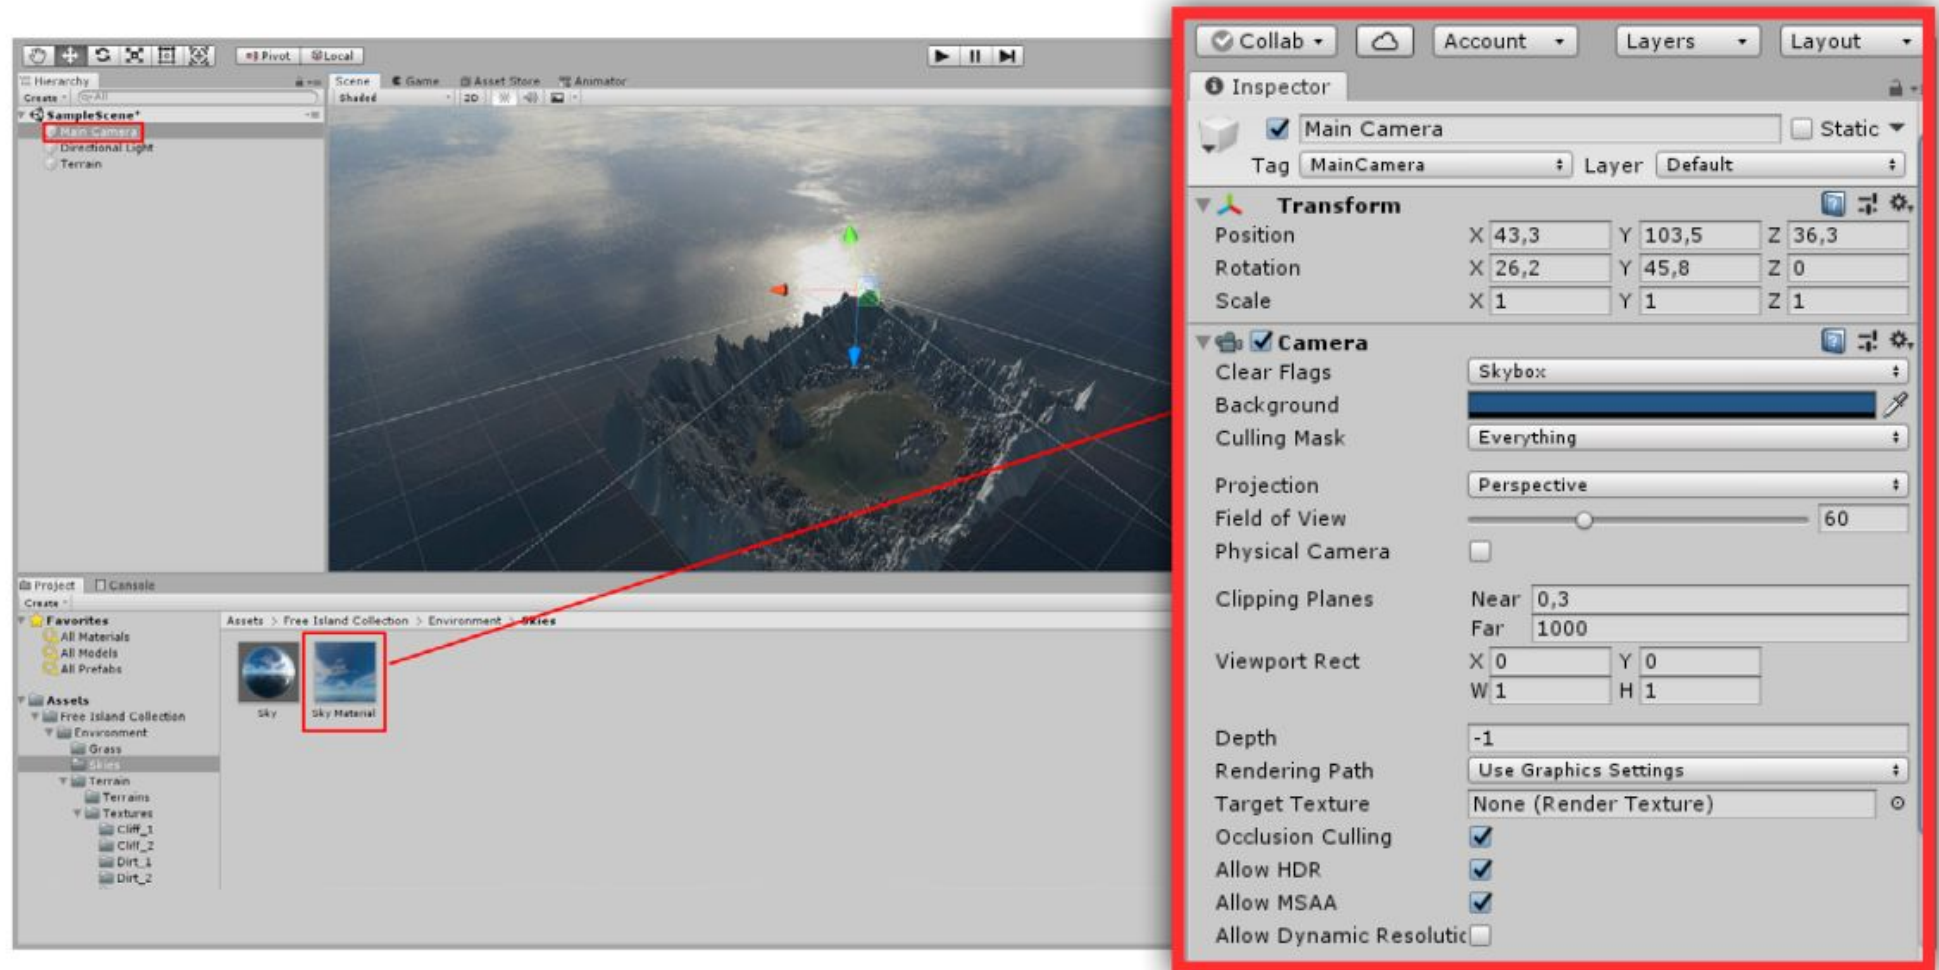 Pivot Local
Hierarchy
Create All
SampleScene*
Main Camera
Directional Light
Terrain
Scene Game Asset Store Animator
Shaded 2D
Project Console
Create
Favorites
All Materials
All Models
All Prefabs
Assets
Free Island Collection
Environment
Grass
Skies
Terrain
Terrains
Textures
Cliff_1
Cliff_2
Dirt_1
Dirt_2
Assets > Free Island Collection > Environment > Skies
Sky Sky Material
Collab Account Layers Layout
Inspector
Main Camera Static
Tag MainCamera Layer Default
Transform
Position X 43,3 Y 103,5 Z 36,3
Rotation X 26,2 Y 45,8 Z 0
Scale X 1 Y 1 Z 1
Camera
Clear Flags Skybox
Background
Culling Mask Everything
Projection Perspective
Field of View 60
Physical Camera
Clipping Planes Near 0,3
Far 1000
Viewport Rect X 0 Y 0
W 1 H 1
Depth -1
Rendering Path Use Graphics Settings
Target Texture None (Render Texture)
Occlusion Culling
Allow HDR
Allow MSAA
Allow Dynamic Resolutic